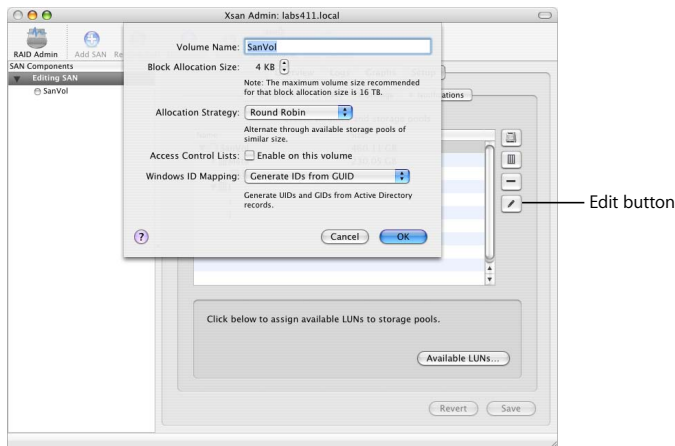 Xsan Admin: labs411.local
RAID Admin
Add SAN
SAN Components
Editing SAN
SanVol
Volume Name: SanVol
Block Allocation Size: 4 KB
Note: The maximum volume size recommended
for that block allocation size is 16 TB.
Allocation Strategy: Round Robin
Alternate through available storage pools of
similar size.
Access Control Lists: Enable on this volume
Windows ID Mapping: Generate IDs from GUID
Generate UIDs and GIDs from Active Directory
records.
?
Cancel
OK
Edit button
Click below to assign available LUNs to storage pools.
Available LUNs...
Revert
Save